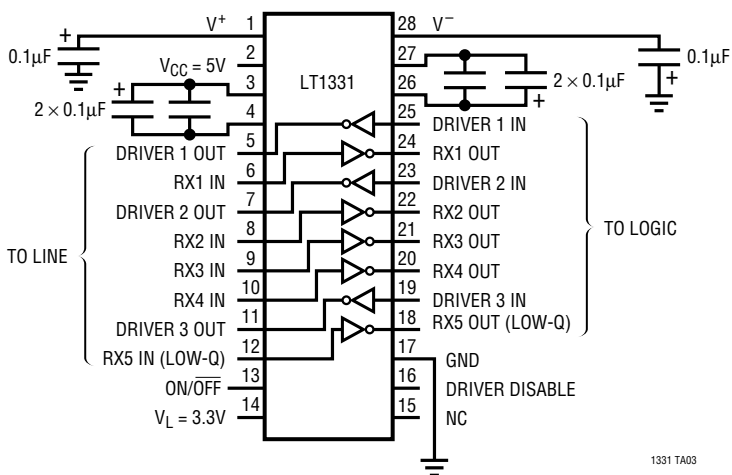 V+ 1 28 V−
0.1µF + 2 27 0.1µF +
VCC = 5V LT1331
+ 3 26 2 × 0.1µF +
2 × 0.1µF 4 25 DRIVER 1 IN
DRIVER 1 OUT 5 24 RX1 OUT
RX1 IN 6 23 DRIVER 2 IN
DRIVER 2 OUT 7 22 RX2 OUT
TO LINE RX2 IN 8 21 RX3 OUT TO LOGIC
RX3 IN 9 20 RX4 OUT
RX4 IN 10 19 DRIVER 3 IN
DRIVER 3 OUT 11 18 RX5 OUT (LOW-Q)
RX5 IN (LOW-Q) 12 17 GND
ON/OFF 13 16 DRIVER DISABLE
VL = 3.3V 14 15 NC
1331 TA03